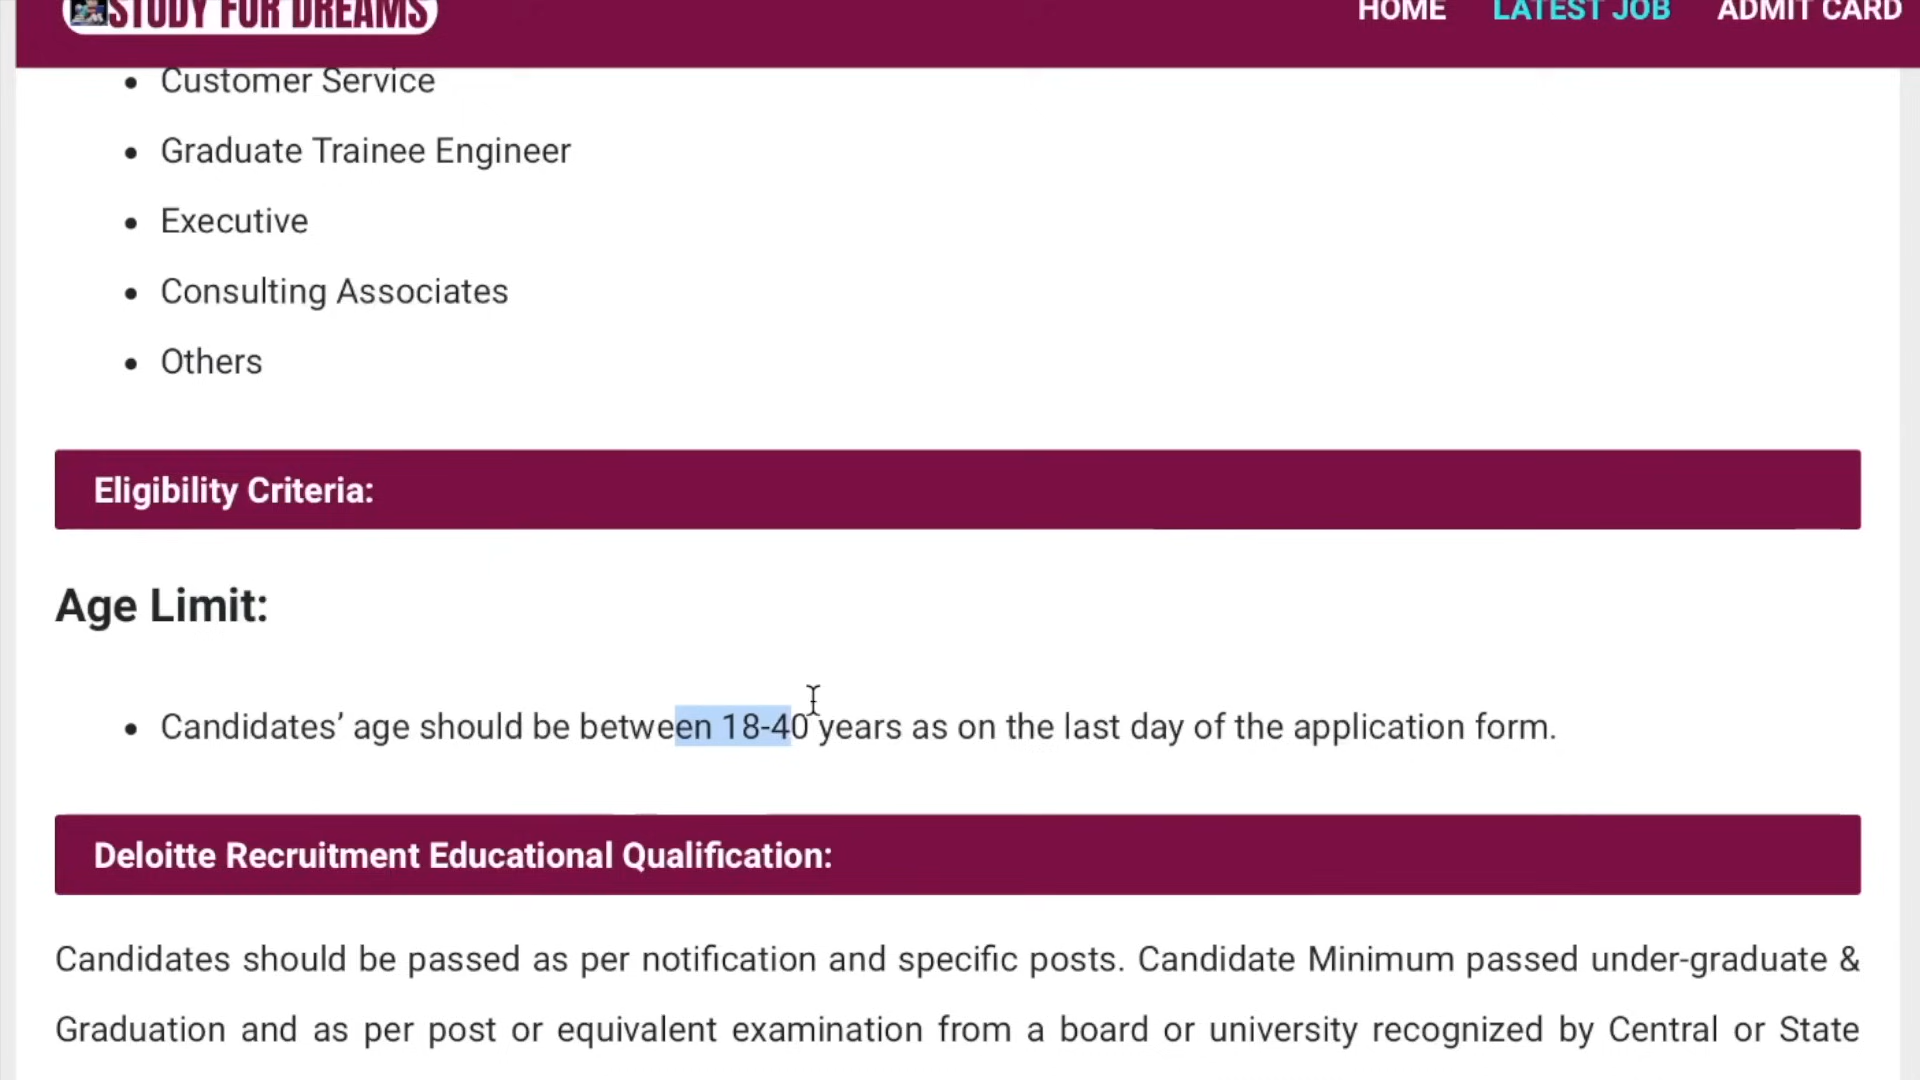 STUDY FOR DREAMS
HOME LATEST JOB ADMIT CARD
• Customer Service
• Graduate Trainee Engineer
• Executive
• Consulting Associates
• Others
Eligibility Criteria:
Age Limit:
• Candidates’ age should be between 18-40 years as on the last day of the application form.
Deloitte Recruitment Educational Qualification:
Candidates should be passed as per notification and specific posts. Candidate Minimum passed under-graduate &
Graduation and as per post or equivalent examination from a board or university recognized by Central or State